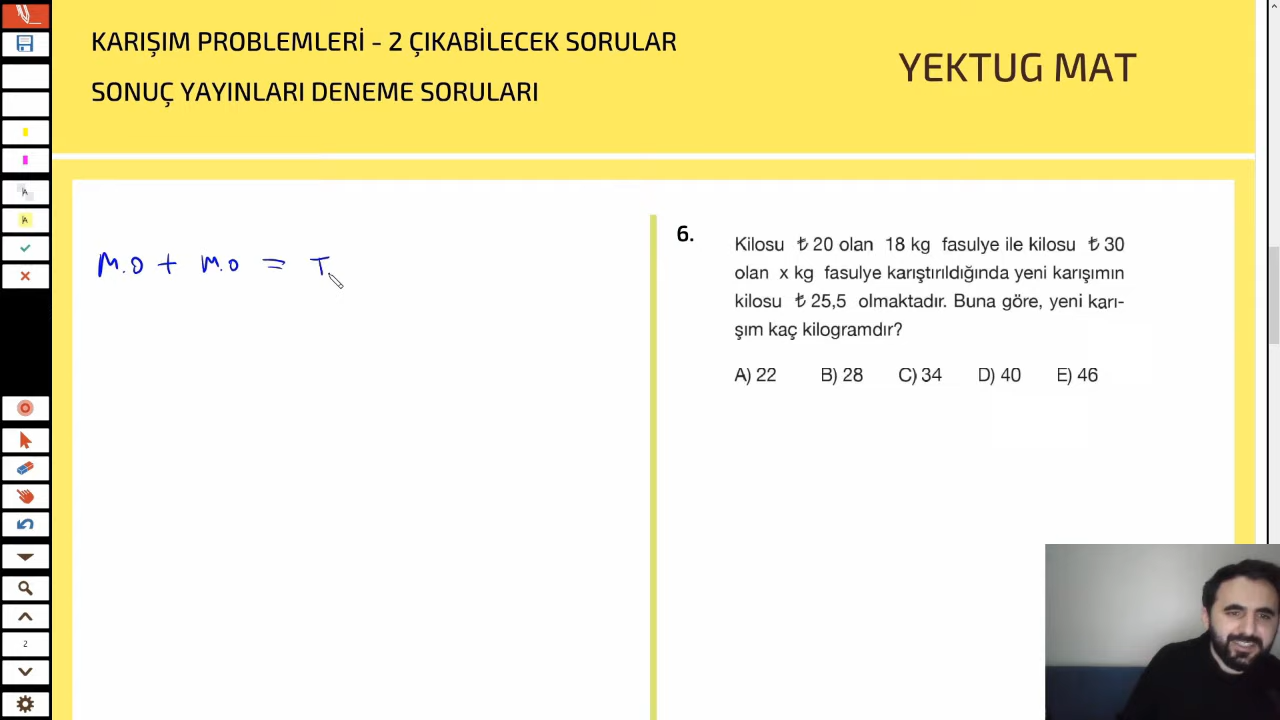 KARIŞIM PROBLEMLERİ - 2 ÇIKABİLECEK SORULAR
SONUÇ YAYINLARI DENEME SORULARI
YEKTUG MAT
M.O + M.O = T
6.
Kilosu ₺ 20 olan 18 kg fasulye ile kilosu ₺ 30
olan x kg fasulye karıştırıldığında yeni karışımın
kilosu ₺ 25,5 olmaktadır. Buna göre, yeni karı-
şım kaç kilogramdır?
A) 22 B) 28 C) 34 D) 40 E) 46
A
A
2